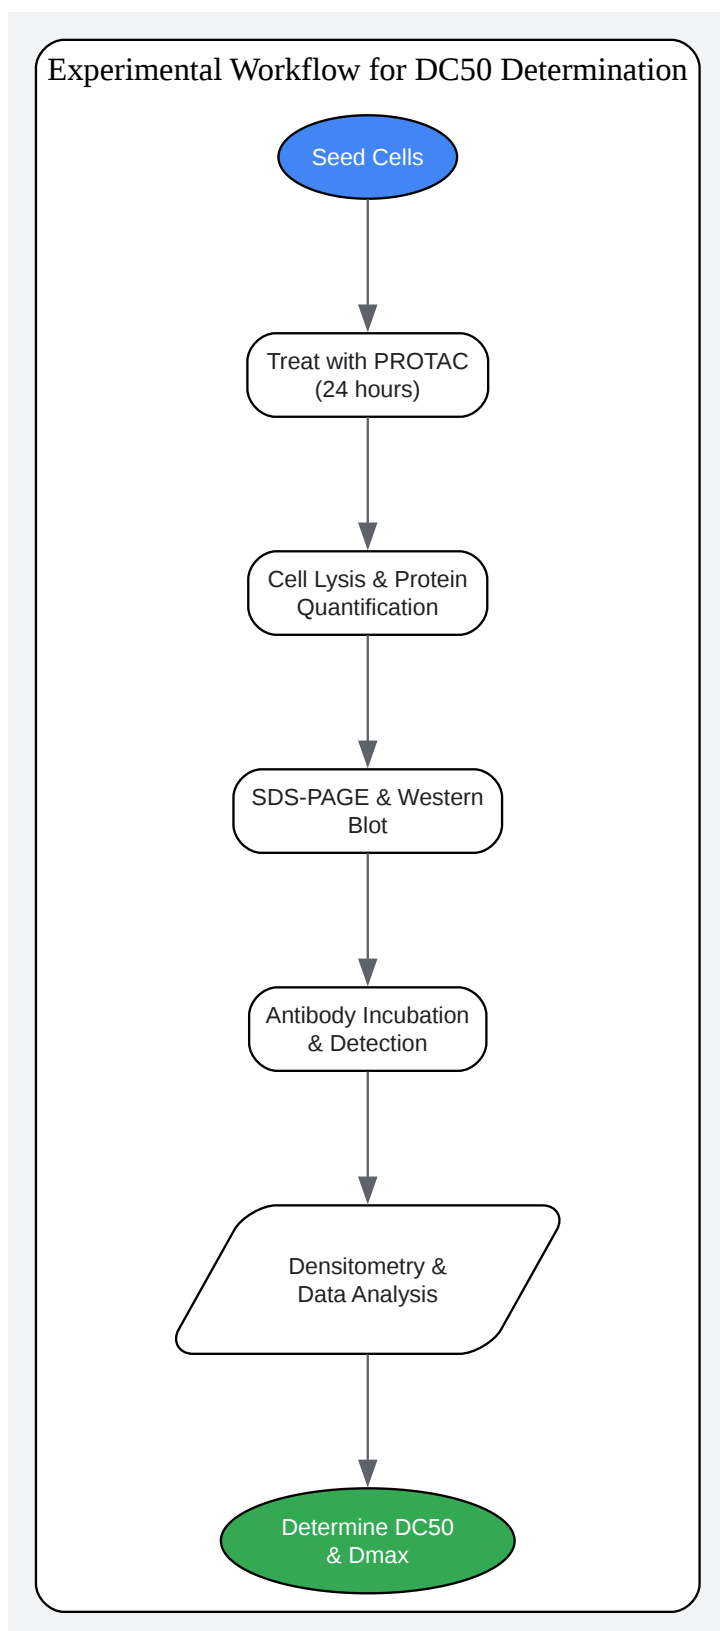 Experimental Workflow for DC50 Determination
Seed Cells
Treat with PROTAC
(24 hours)
Cell Lysis & Protein
Quantification
SDS-PAGE & Western
Blot
Antibody Incubation
& Detection
Densitometry &
Data Analysis
Determine DC50
& Dmax